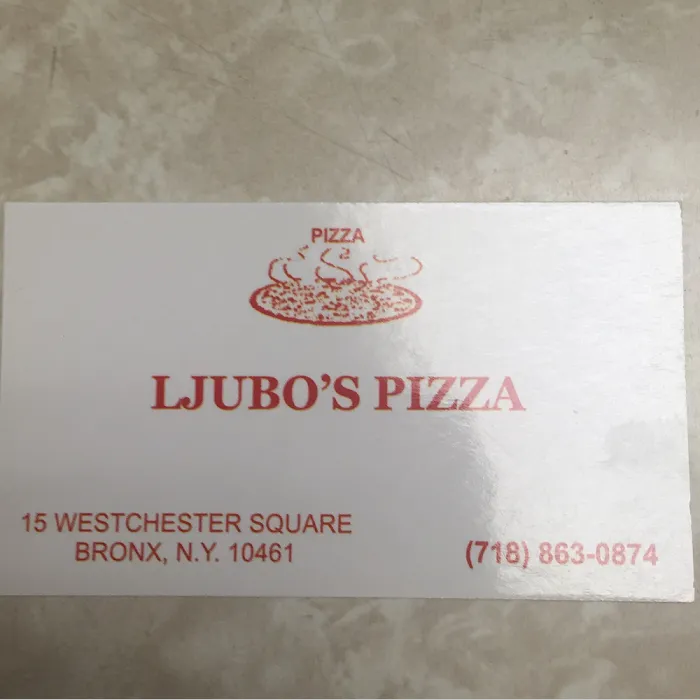 PIZZA
LJUBO'S PIZZA
15 WESTCHESTER SQUARE
BRONX, N.Y. 10461
(718) 863-0874